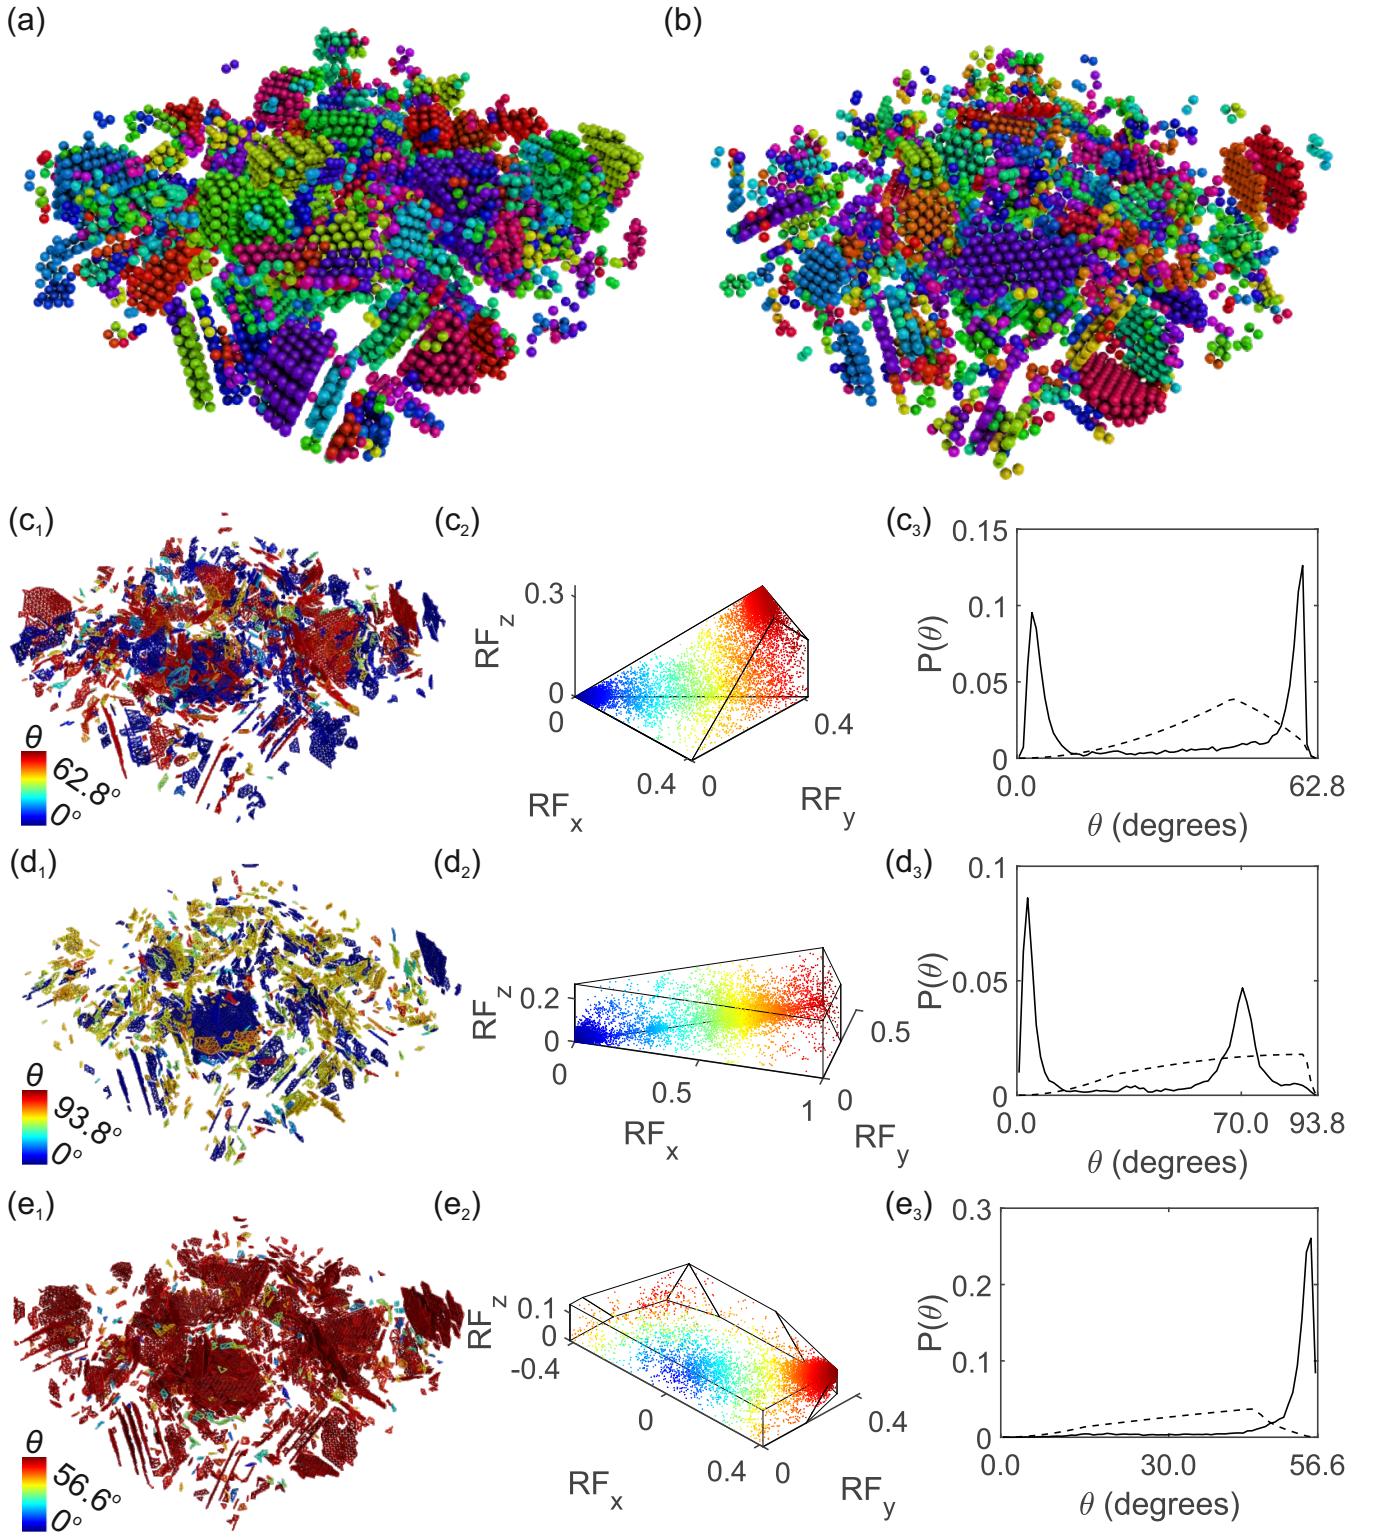 (a)
(b)
(c1)
θ
62.8°
0°
(c2)
0.3
0
0
0.4
0
0.4
RFz
RFx
RFy
(c3)
0.15
0.1
0.05
0
0.0
62.8
P(θ)
θ (degrees)
(d1)
θ
93.8°
0°
(d2)
0.2
0
0
0.5
1
0
0.5
RFz
RFx
RFy
(d3)
0.1
0.05
0
0.0
70.0
93.8
P(θ)
θ (degrees)
(e1)
θ
56.6°
0°
(e2)
0.1
0
-0.4
0
0.4
0
0.4
RFz
RFx
RFy
(e3)
0.3
0.2
0.1
0
0.0
30.0
56.6
P(θ)
θ (degrees)